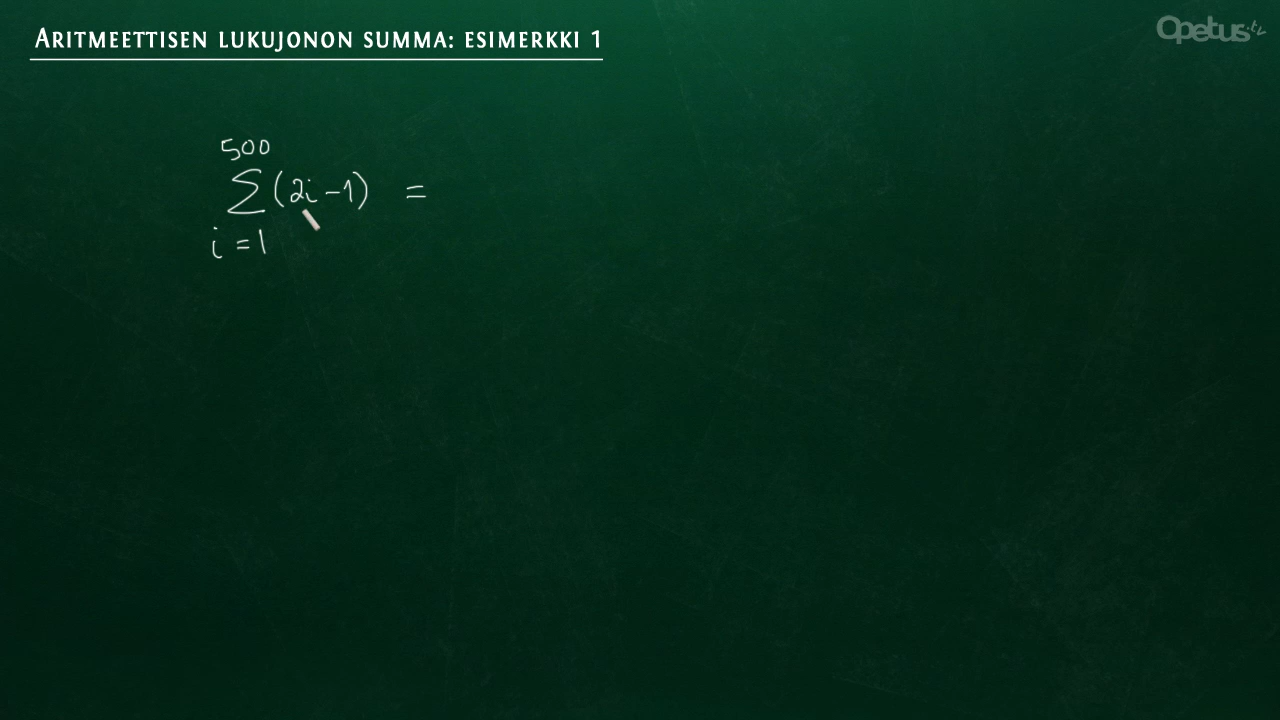 ARITMEETTISEN LUKUJONON SUMMA: ESIMERKKI 1
Opetus.tv
500
∑(2i-1) =
i=1